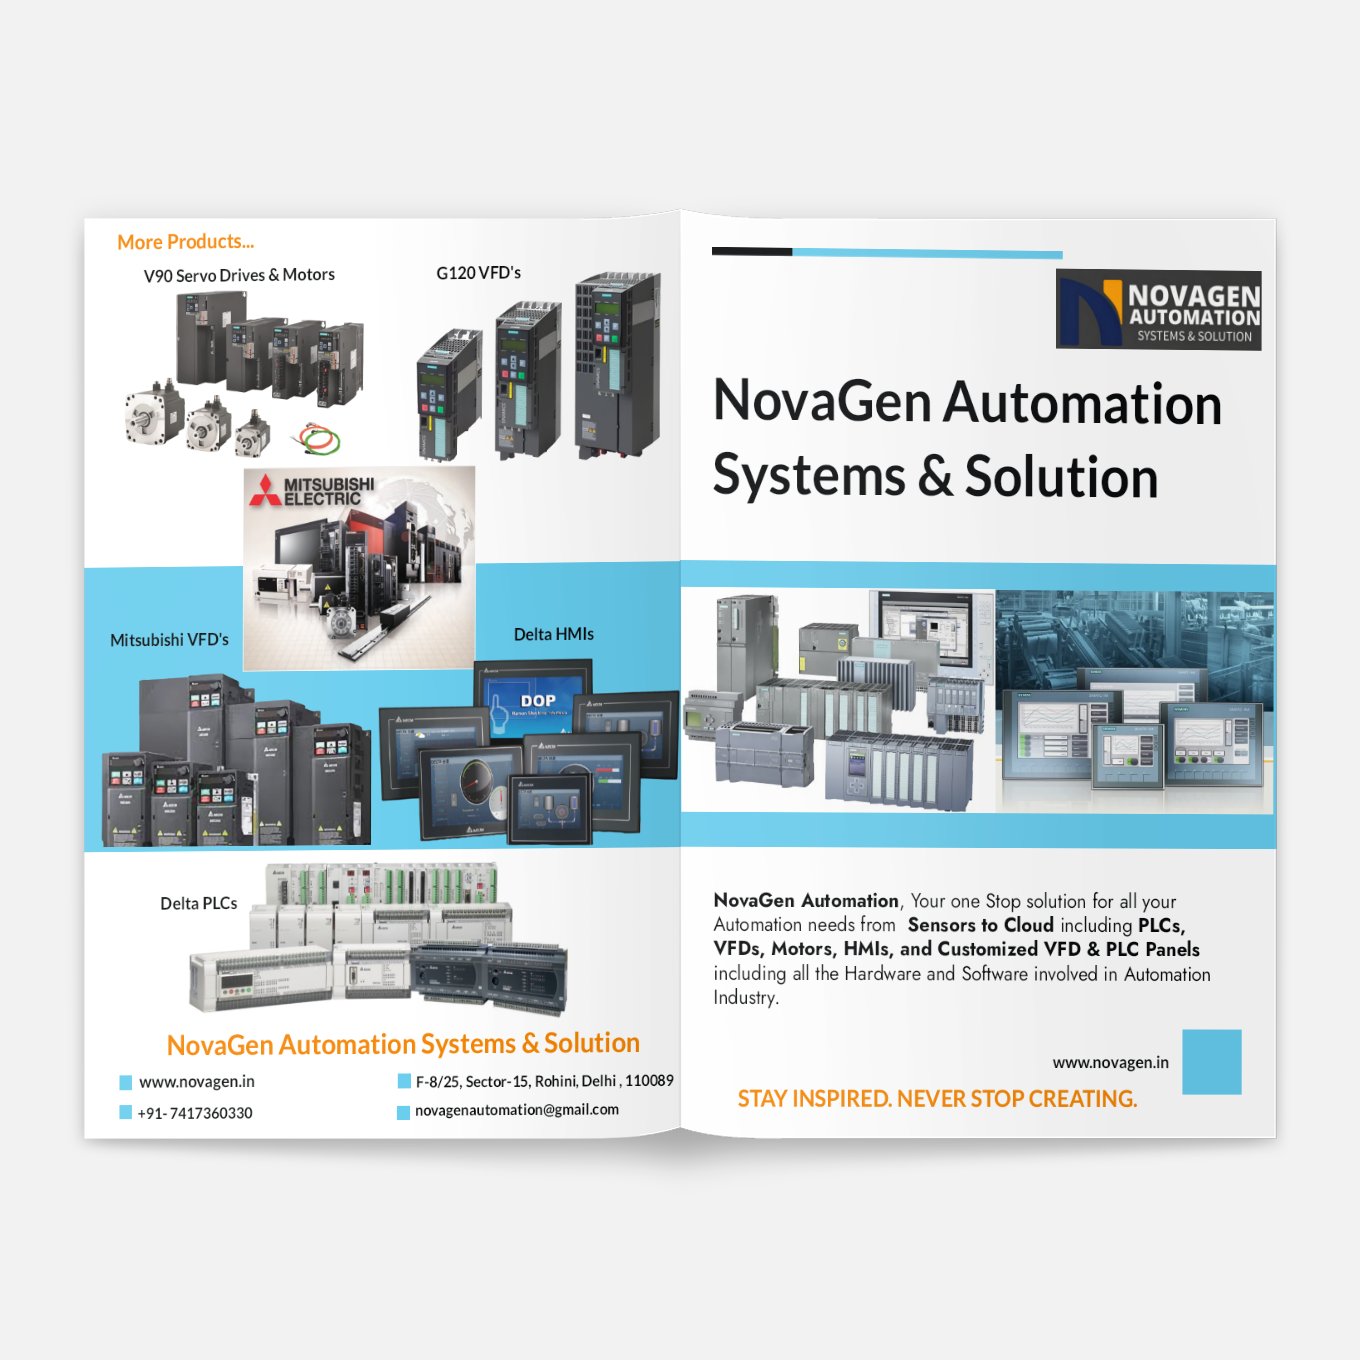 More Products...
V90 Servo Drives & Motors
G120 VFD's
MITSUBISHI
ELECTRIC
Mitsubishi VFD's
Delta HMIs
DOP
Delta PLCs
NovaGen Automation Systems & Solution
www.novagen.in
F-8/25, Sector-15, Rohini, Delhi , 110089
+91- 7417360330
novagenautomation@gmail.com
NOVAGEN
AUTOMATION
SYSTEMS & SOLUTION
NovaGen Automation
Systems & Solution
NovaGen Automation, Your one Stop solution for all your
Automation needs from Sensors to Cloud including PLCs,
VFDs, Motors, HMIs, and Customized VFD & PLC Panels
including all the Hardware and Software involved in Automation
Industry.
www.novagen.in
STAY INSPIRED. NEVER STOP CREATING.